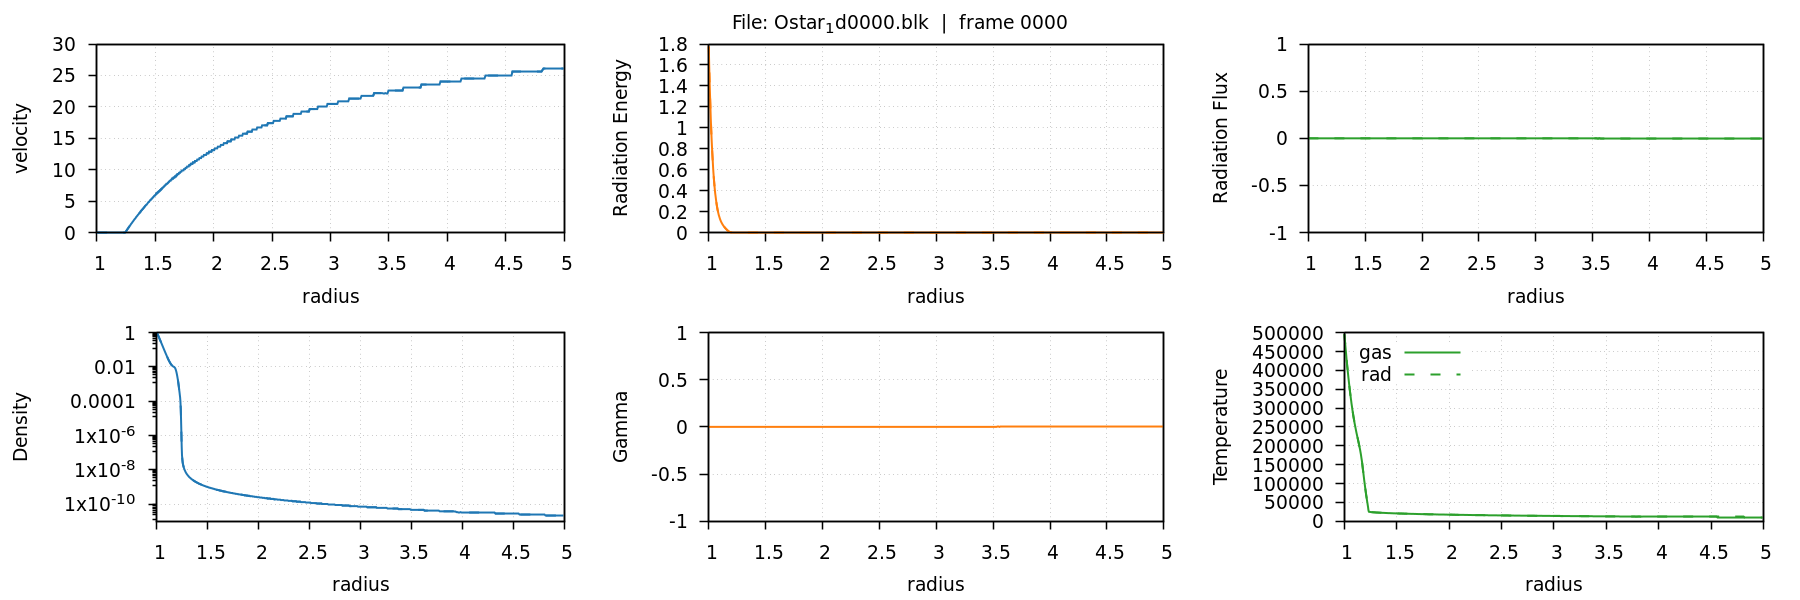 File: Ostar₁d0000.blk | frame 0000
30
25
20
15
10
5
0
velocity
1 1.5 2 2.5 3 3.5 4 4.5 5
radius
1.8
1.6
1.4
1.2
1
0.8
0.6
0.4
0.2
0
Radiation Energy
1 1.5 2 2.5 3 3.5 4 4.5 5
radius
1
0.5
0
-0.5
-1
Radiation Flux
1 1.5 2 2.5 3 3.5 4 4.5 5
radius
1
0.01
0.0001
1x10⁻⁶
1x10⁻⁸
1x10⁻¹⁰
Density
1 1.5 2 2.5 3 3.5 4 4.5 5
radius
1
0.5
0
-0.5
-1
Gamma
1 1.5 2 2.5 3 3.5 4 4.5 5
radius
500000
450000
400000
350000
300000
250000
200000
150000
100000
50000
0
Temperature
gas
rad
1 1.5 2 2.5 3 3.5 4 4.5 5
radius